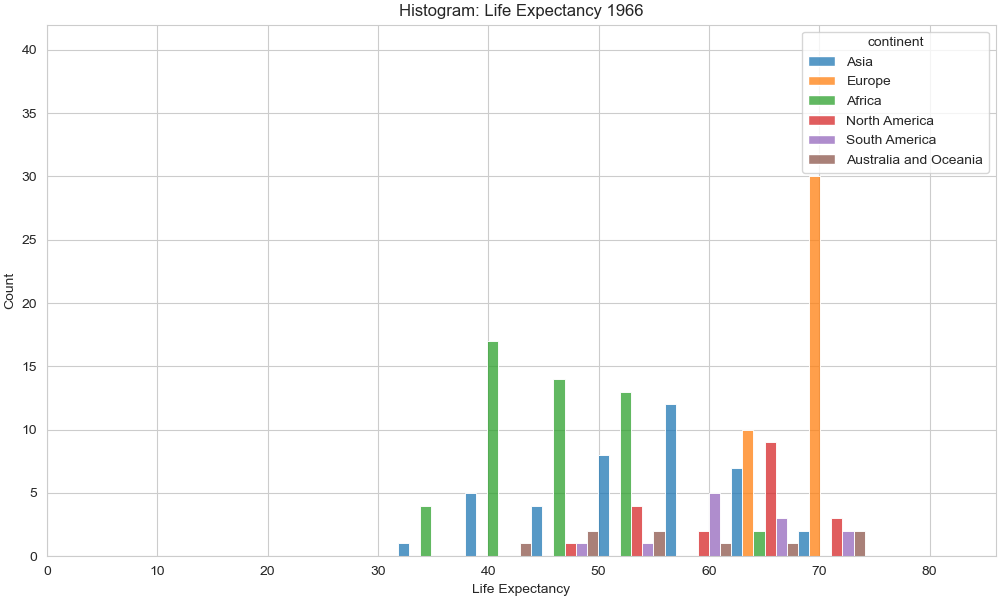 Histogram: Life Expectancy 1966
continent
Asia
Europe
Africa
North America
South America
Australia and Oceania
Count
40
35
30
25
20
15
10
5
0
0 10 20 30 40 50 60 70 80
Life Expectancy